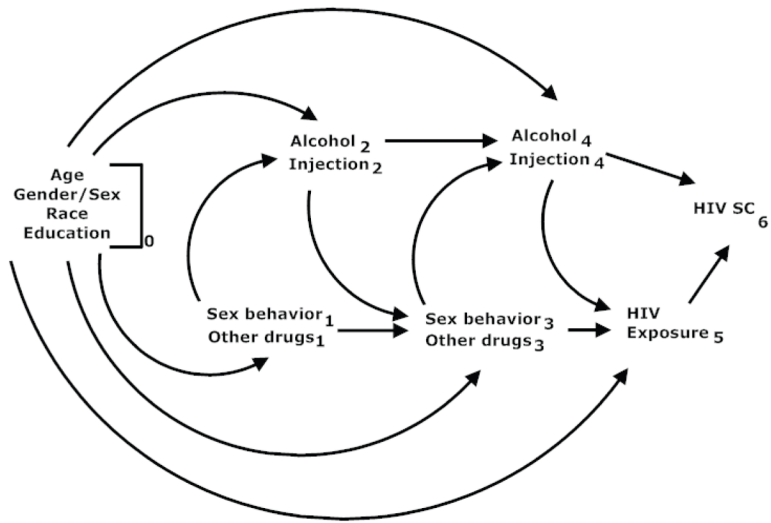 Age
Gender/Sex
Race
Education 0
Alcohol 2
Injection 2
Sex behavior 1
Other drugs 1
Alcohol 4
Injection 4
Sex behavior 3
Other drugs 3
HIV
Exposure 5
HIV SC 6